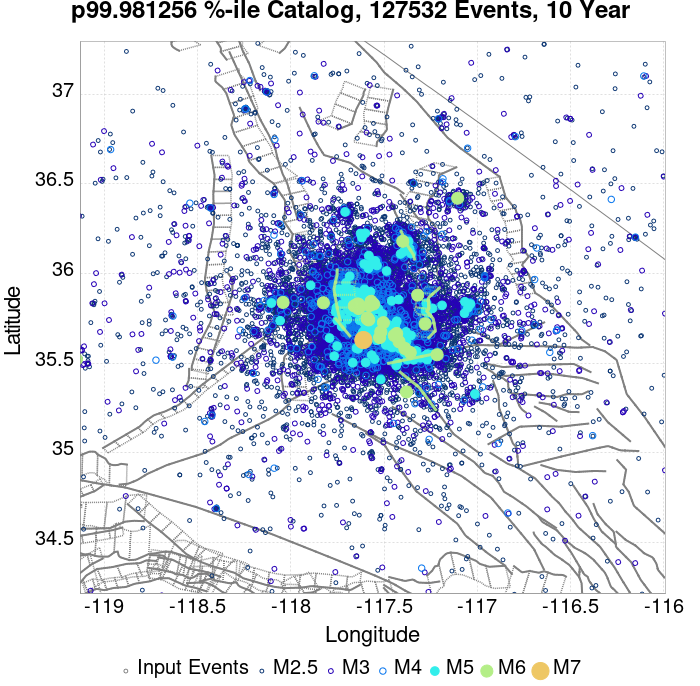 p99.981256 %-ile Catalog, 127532 Events, 10 Year
37
36.5
36
35.5
35
34.5
Latitude
-119 -118.5 -118 -117.5 -117 -116.5 -116
Longitude
Input Events M2.5 M3 M4 M5 M6 M7